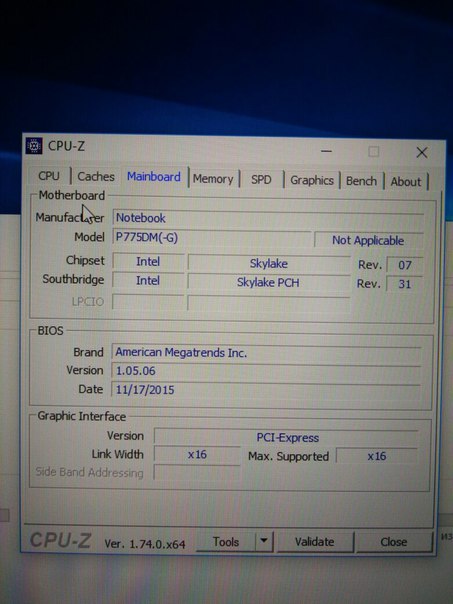 CPU-Z
CPU Caches Mainboard Memory SPD Graphics Bench About
Motherboard
Manufacturer Notebook
Model P775DM(-G) Not Applicable
Chipset Intel Skylake Rev. 07
Southbridge Intel Skylake PCH Rev. 31
LPCIO
BIOS
Brand American Megatrends Inc.
Version 1.05.06
Date 11/17/2015
Graphic Interface
Version PCI-Express
Link Width x16 Max. Supported x16
Side Band Addressing
CPU-Z Ver. 1.74.0.x64 Tools Validate Close
из